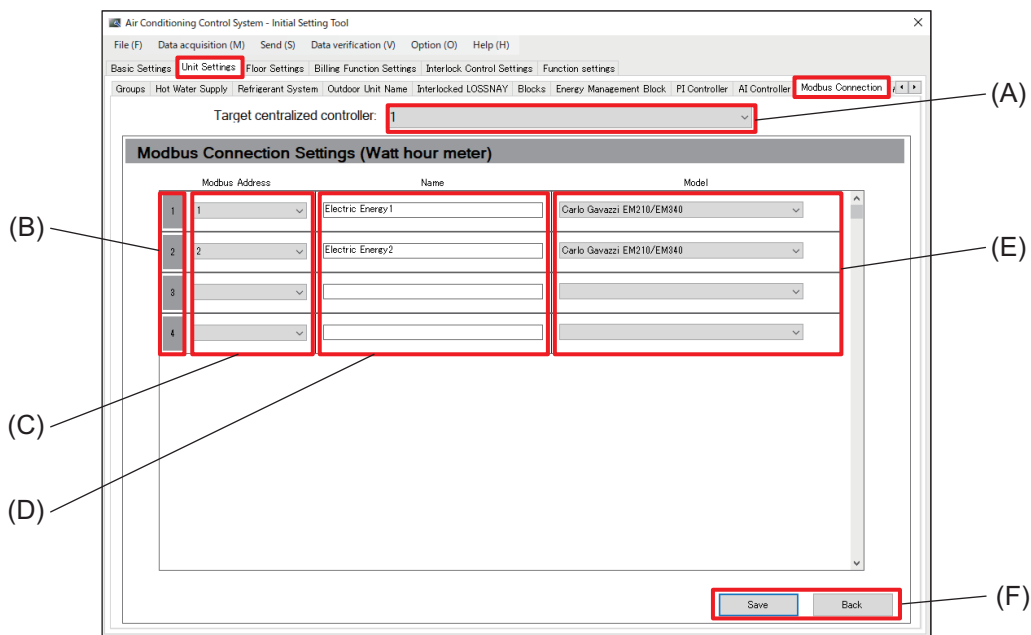 Air Conditioning Control System - Initial Setting Tool
File (F) Data acquisition (M) Send (S) Data verification (V) Option (O) Help (H)
Basic Settings Unit Settings Floor Settings Billing Function Settings Interlock Control Settings Function settings
Groups Hot Water Supply Refrigerant System Outdoor Unit Name Interlocked LOSSNAY Blocks Energy Management Block PI Controller AI Controller Modbus Connection
(A)
Target centralized controller: 1
Modbus Connection Settings (Watt hour meter)
Modbus Address Name Model
1 1 Electric Energy1 Carlo Gavazzi EM210/EM340
(B)
2 2 Electric Energy2 Carlo Gavazzi EM210/EM340
(E)
3
4
(C)
(D)
Save Back
(F)